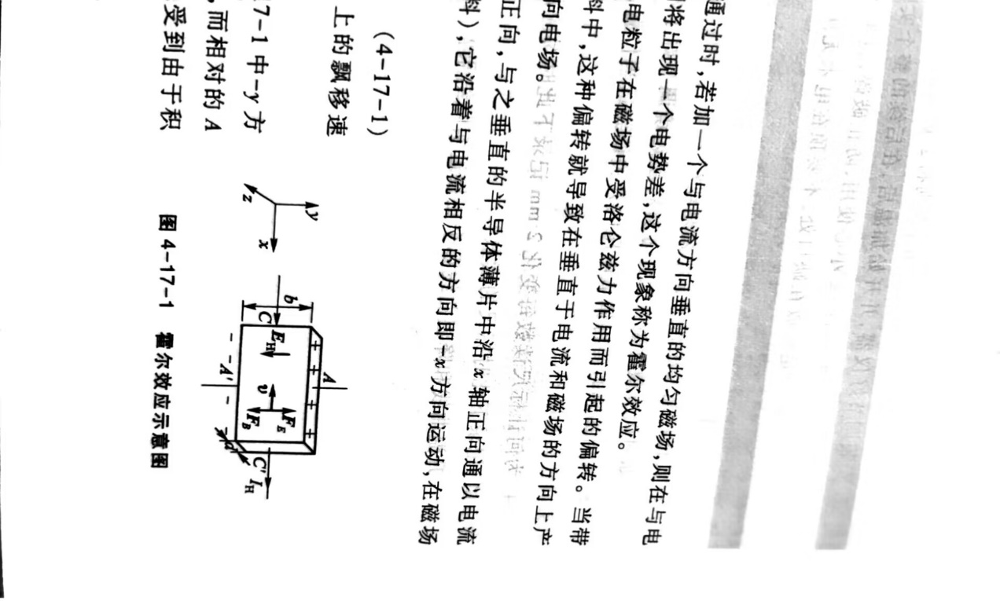 通过时,若加一个与电流方向垂直的均匀磁场,则在与电
将出现一个电势差,这个现象称为霍尔效应。
电粒子在磁场中受洛仑兹力作用而引起的偏转。当带
料中,这种偏转就导致在垂直于电流和磁场的方向上产
向电场。
正向,与之垂直的半导体薄片中沿x轴正向通以电流
料),它沿着与电流相反的方向即-x方向运动,在磁场
(4-17-1)
上的飘移速
7-1中-y方
,而相对的A
受到由于积
y
x
z
b
C
E_H
A
v
F_E
F_B
A'
d
C'
I_H
图4-17-1 霍尔效应示意图